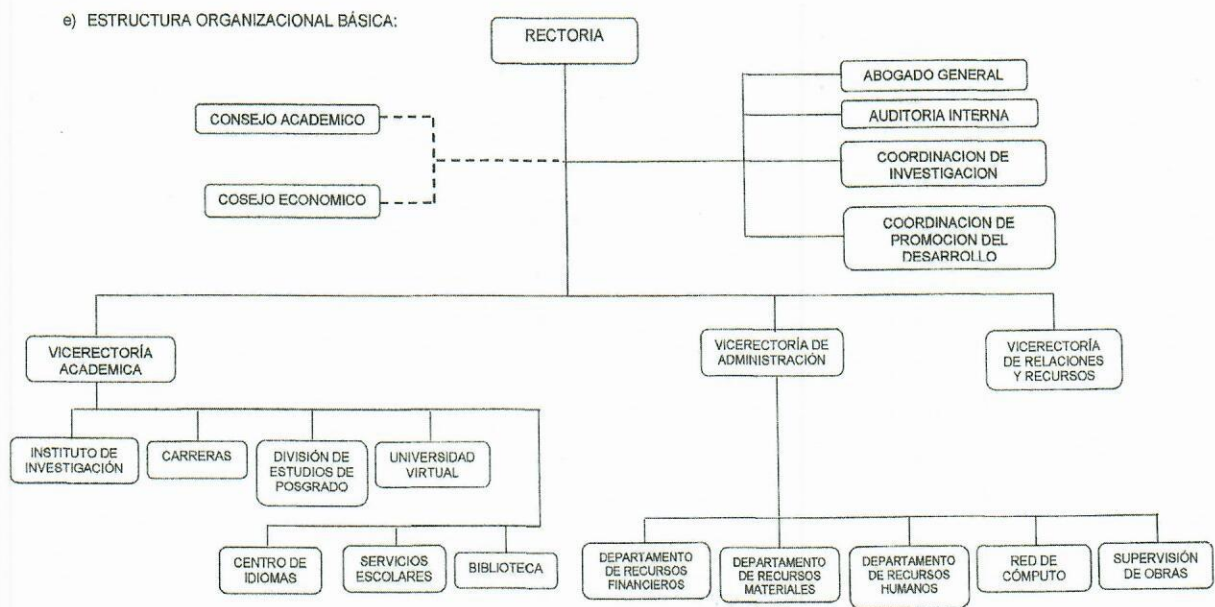 e) ESTRUCTURA ORGANIZACIONAL BÁSICA:
RECTORIA
ABOGADO GENERAL
CONSEJO ACADEMICO
AUDITORIA INTERNA
COORDINACION DE
INVESTIGACION
COSEJO ECONOMICO
COORDINACION DE
PROMOCION DEL
DESARROLLO
VICERECTORÍA
ACADEMICA
VICERECTORÍA DE
ADMINISTRACIÓN
VICERECTORÍA
DE RELACIONES
Y RECURSOS
INSTITUTO DE
INVESTIGACIÓN
CARRERAS
DIVISIÓN DE
ESTUDIOS DE
POSGRADO
UNIVERSIDAD
VIRTUAL
CENTRO DE
IDIOMAS
SERVICIOS
ESCOLARES
BIBLIOTECA
DEPARTAMENTO
DE RECURSOS
FINANCIEROS
DEPARTAMENTO
DE RECURSOS
MATERIALES
DEPARTAMENTO
DE RECURSOS
HUMANOS
RED DE
CÓMPUTO
SUPERVISIÓN
DE OBRAS